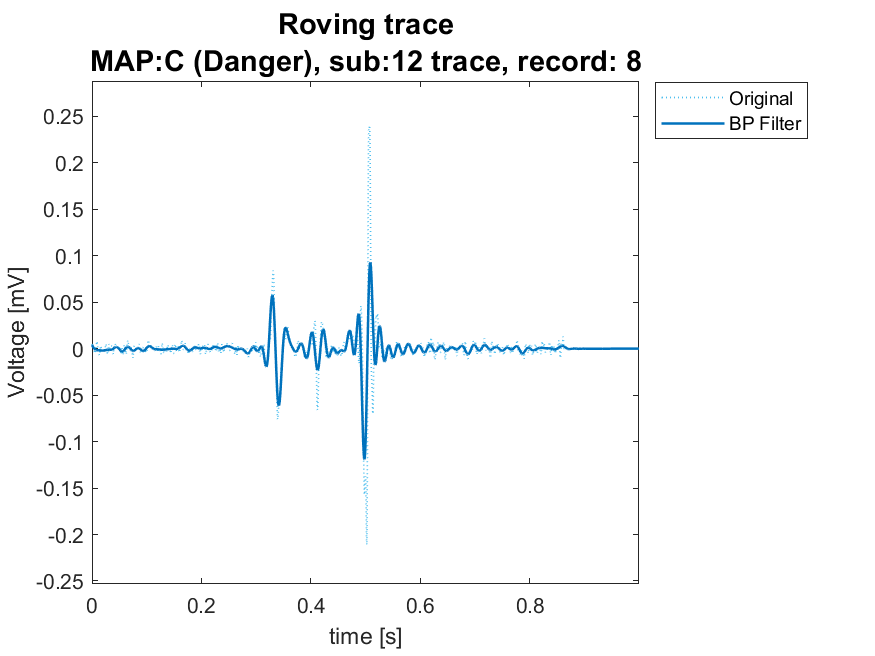 Roving trace
MAP:C (Danger), sub:12 trace, record: 8
Original
BP Filter
0.25
0.2
0.15
0.1
0.05
0
-0.05
-0.1
-0.15
-0.2
-0.25
Voltage [mV]
0 0.2 0.4 0.6 0.8
time [s]